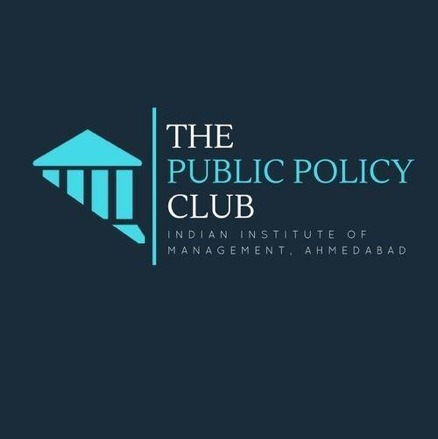 THE
PUBLIC POLICY
CLUB
INDIAN INSTITUTE OF
MANAGEMENT, AHMEDABAD